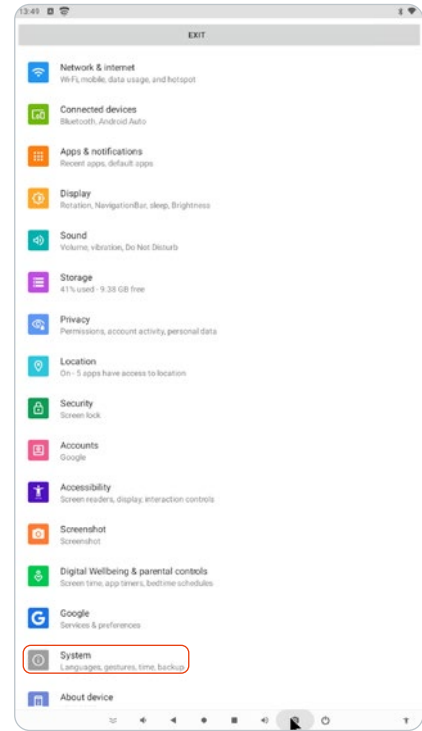 13:49
EXIT
Network & internet
Wi-Fi, mobile, data usage, and hotspot
Connected devices
Bluetooth, Android Auto
Apps & notifications
Recent apps, default apps
Display
Rotation, NavigationBar, sleep, Brightness
Sound
Volume, vibration, Do Not Disturb
Storage
41% used - 9.38 GB free
Privacy
Permissions, account activity, personal data
Location
On - 5 apps have access to location
Security
Screen lock
Accounts
Google
Accessibility
Screen readers, display, interaction controls
Screenshot
Screenshot
Digital Wellbeing & parental controls
Screen time, app timers, bedtime schedules
Google
Services & preferences
System
Languages, gestures, time, backup
About device